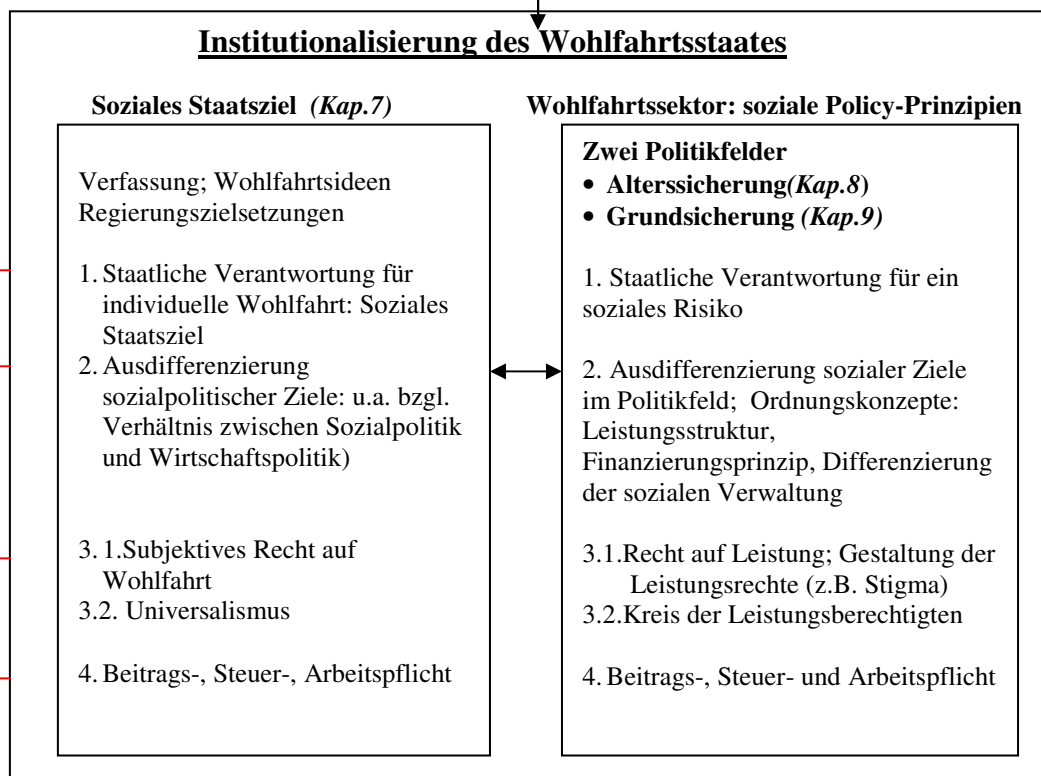 Institutionalisierung des Wohlfahrtsstaates
Soziales Staatsziel (Kap.7)
Verfassung; Wohlfahrtsideen
Regierungszielsetzungen
1. Staatliche Verantwortung für
individuelle Wohlfahrt: Soziales
Staatsziel
2. Ausdifferenzierung
sozialpolitischer Ziele: u.a. bzgl.
Verhältnis zwischen Sozialpolitik
und Wirtschaftspolitik)
3. 1.Subjektives Recht auf
Wohlfahrt
3.2. Universalismus
4. Beitrags-, Steuer-, Arbeitspflicht
Wohlfahrtssektor: soziale Policy-Prinzipien
Zwei Politikfelder
• Alterssicherung(Kap.8)
• Grundsicherung (Kap.9)
1. Staatliche Verantwortung für ein
soziales Risiko
2. Ausdifferenzierung sozialer Ziele
im Politikfeld; Ordnungskonzepte:
Leistungsstruktur,
Finanzierungsprinzip, Differenzierung
der sozialen Verwaltung
3.1.Recht auf Leistung; Gestaltung der
Leistungsrechte (z.B. Stigma)
3.2.Kreis der Leistungsberechtigten
4. Beitrags-, Steuer- und Arbeitspflicht